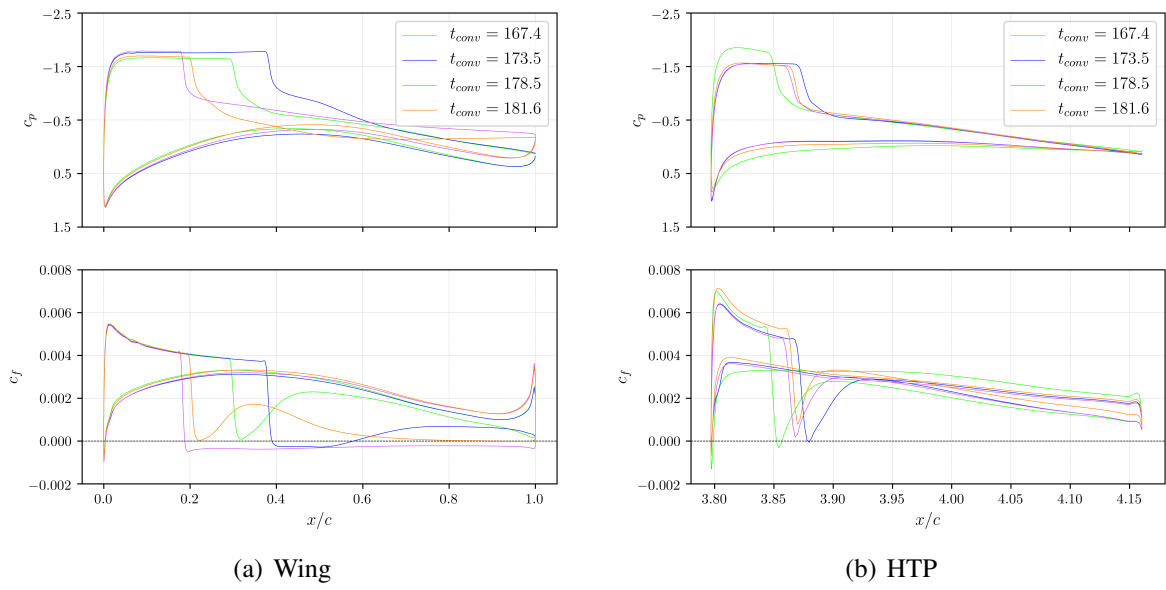 −2.5
−1.5
−0.5
0.5
1.5
c_p
t_conv = 167.4
t_conv = 173.5
t_conv = 178.5
t_conv = 181.6
0.008
0.006
0.004
0.002
0.000
−0.002
c_f
0.0 0.2 0.4 0.6 0.8 1.0
x/c
(a) Wing
−2.5
−1.5
−0.5
0.5
1.5
c_p
t_conv = 167.4
t_conv = 173.5
t_conv = 178.5
t_conv = 181.6
0.008
0.006
0.004
0.002
0.000
−0.002
c_f
3.80 3.85 3.90 3.95 4.00 4.05 4.10 4.15
x/c
(b) HTP